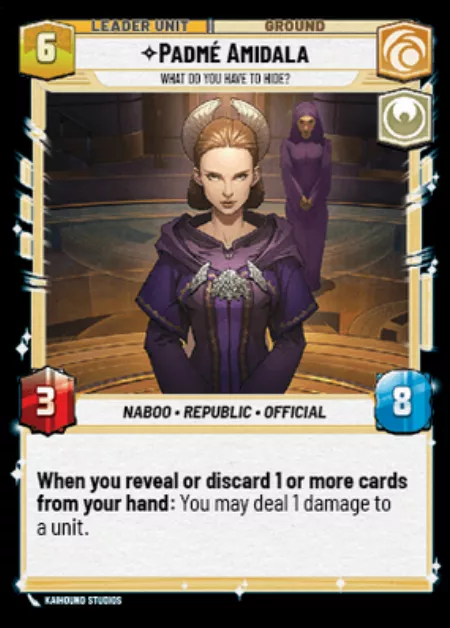 LEADER UNIT
GROUND
6
✧PADMÉ AMIDALA
WHAT DO YOU HAVE TO HIDE?
3
NABOO • REPUBLIC • OFFICIAL
8
When you reveal or discard 1 or more cards
from your hand: You may deal 1 damage to
a unit.
KAIHOUND STUDIOS